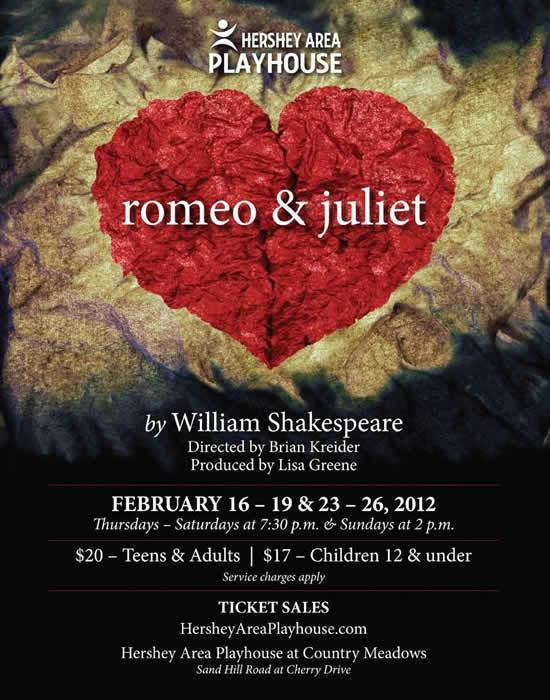 HERSHEY AREA
PLAYHOUSE
romeo & juliet
by William Shakespeare
Directed by Brian Kreider
Produced by Lisa Greene
FEBRUARY 16 – 19 & 23 – 26, 2012
Thursdays – Saturdays at 7:30 p.m. & Sundays at 2 p.m.
$20 – Teens & Adults | $17 – Children 12 & under
Service charges apply
TICKET SALES
HersheyAreaPlayhouse.com
Hershey Area Playhouse at Country Meadows
Sand Hill Road at Cherry Drive